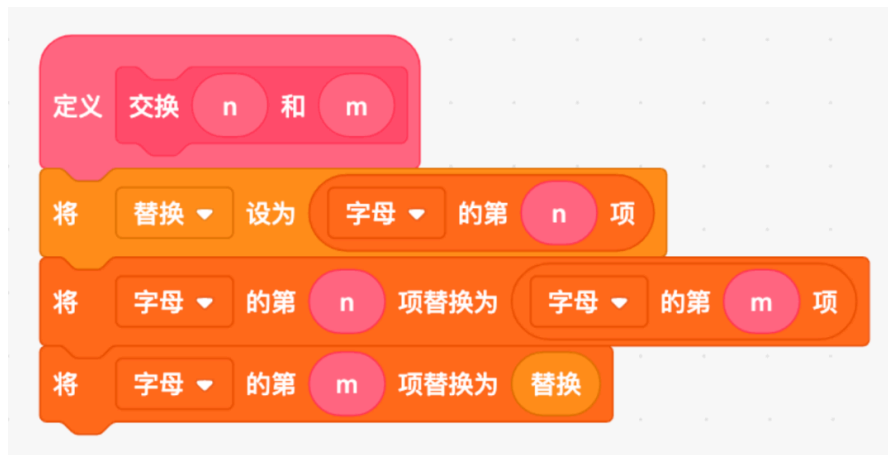 定义 交换 n 和 m
将 替换 设为 字母 的第 n 项
将 字母 的第 n 项替换为 字母 的第 m 项
将 字母 的第 m 项替换为 替换